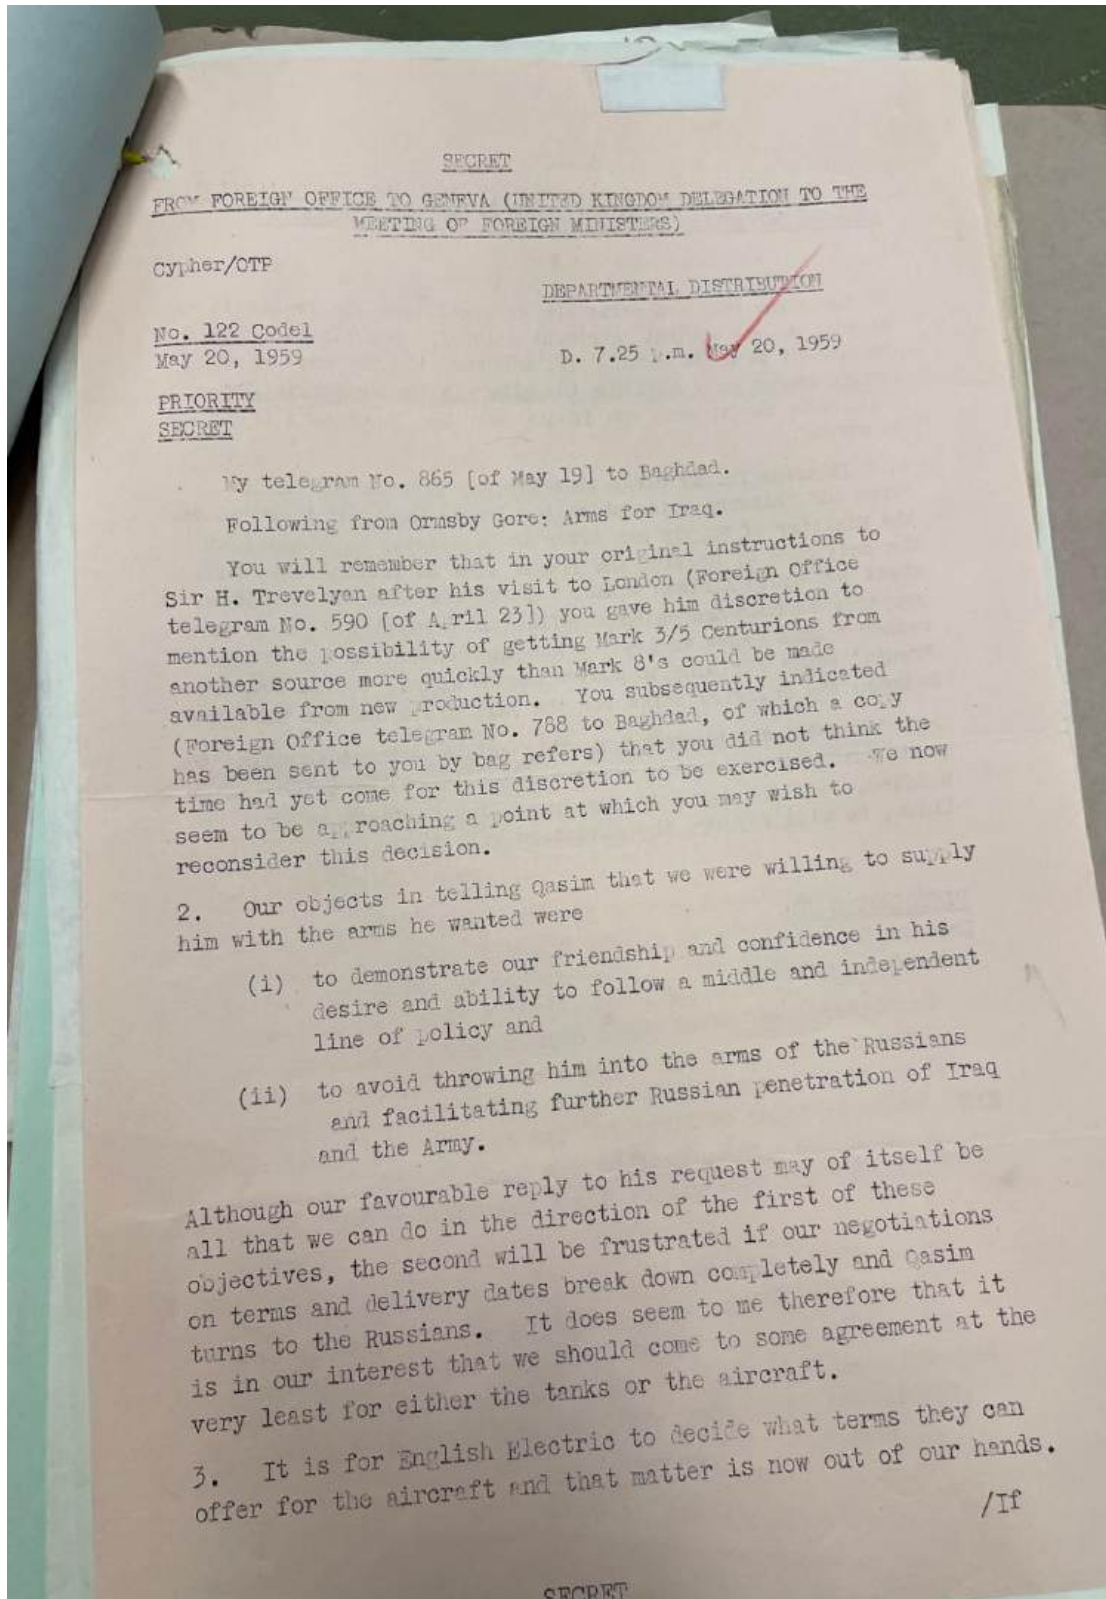 SECRET
FROM FOREIGN OFFICE TO GENEVA (UNITED KINGDOM DELEGATION TO THE
MEETING OF FOREIGN MINISTERS)
Cypher/OTP
DEPARTMENTAL DISTRIBUTION
No. 122 Codel
May 20, 1959
D. 7.25 p.m. May 20, 1959
PRIORITY
SECRET
My telegram No. 865 [of May 19] to Baghdad.
Following from Ormsby Gore: Arms for Iraq.
You will remember that in your original instructions to
Sir H. Trevelyan after his visit to London (Foreign Office
telegram No. 590 [of April 23]) you gave him discretion to
mention the possibility of getting Mark 3/5 Centurions from
another source more quickly than Mark 8's could be made
available from new production. You subsequently indicated
(Foreign Office telegram No. 788 to Baghdad, of which a copy
has been sent to you by bag refers) that you did not think the
time had yet come for this discretion to be exercised. We now
seem to be approaching a point at which you may wish to
reconsider this decision.
2. Our objects in telling Qasim that we were willing to supply
him with the arms he wanted were
(i) to demonstrate our friendship and confidence in his
desire and ability to follow a middle and independent
line of policy and
(ii) to avoid throwing him into the arms of the Russians
and facilitating further Russian penetration of Iraq
and the Army.
Although our favourable reply to his request may of itself be
all that we can do in the direction of the first of these
objectives, the second will be frustrated if our negotiations
on terms and delivery dates break down completely and Qasim
turns to the Russians. It does seem to me therefore that it
is in our interest that we should come to some agreement at the
very least for either the tanks or the aircraft.
3. It is for English Electric to decide what terms they can
offer for the aircraft and that matter is now out of our hands.
/If
SECRET